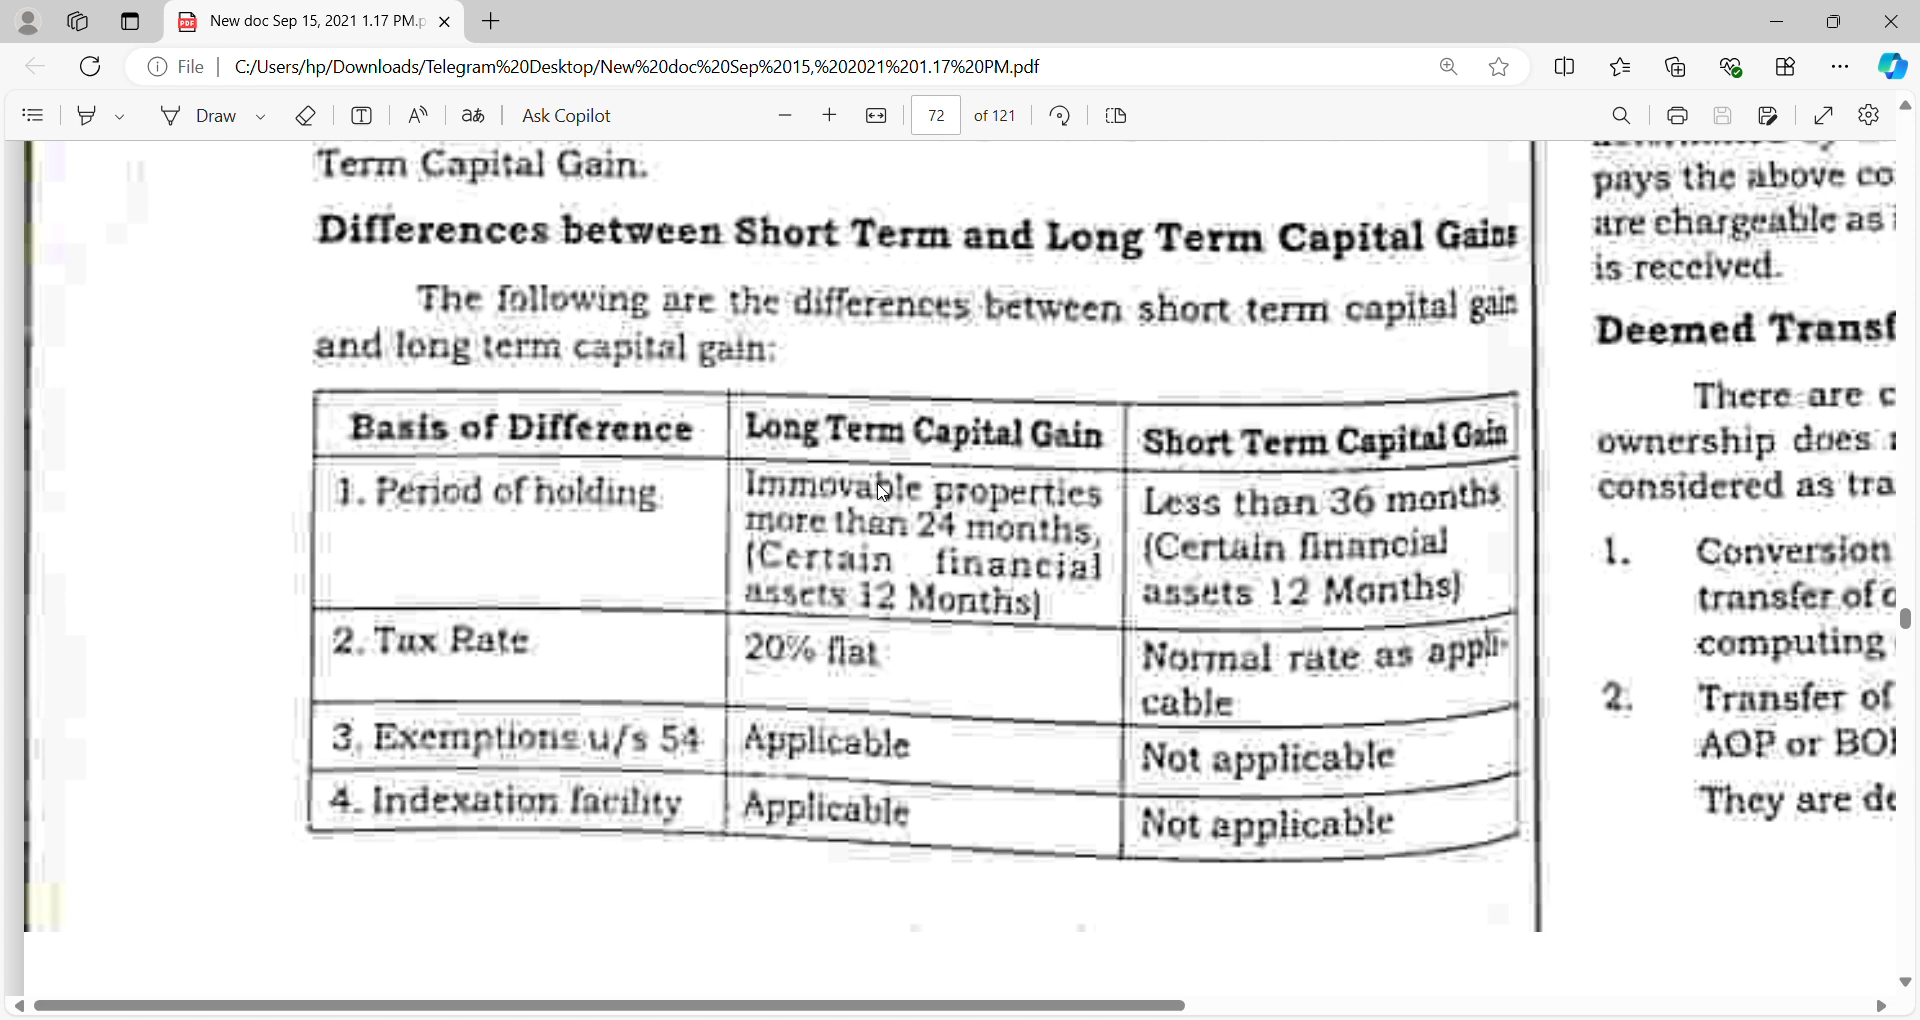 New doc Sep 15, 2021 1.17 PM.p
File
C:/Users/hp/Downloads/Telegram%20Desktop/New%20doc%20Sep%2015,%202021%201.17%20PM.pdf
Draw
aあ
Ask Copilot
72
of 121
Term Capital Gain.
Differences between Short Term and Long Term Capital Gains
The following are the differences between short term capital gain
and long term capital gain:
Basis of Difference
Long Term Capital Gain
Short Term Capital Gain
1. Period of holding
Immovable properties
more than 24 months,
(Certain financial
assets 12 Months)
Less than 36 months
(Certain financial
assets 12 Months)
2. Tax Rate
20% flat
Normal rate as appli-
cable
3. Exemptions u/s 54
Applicable
Not applicable
4. Indexation facility
Applicable
Not applicable
pays the above co
are chargeable as
is received.
Deemed Transf
There are c
ownership does
considered as tra
1. Conversion
transfer of
computing
2. Transfer of
AOP or BO
They are de